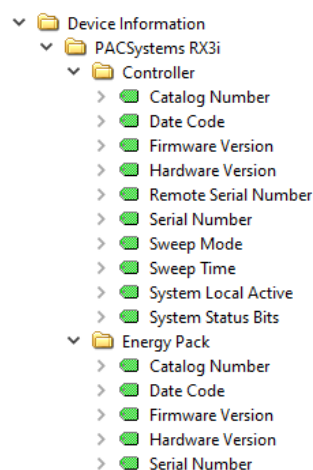 Device Information
PACSystems RX3i
Controller
Catalog Number
Date Code
Firmware Version
Hardware Version
Remote Serial Number
Serial Number
Sweep Mode
Sweep Time
System Local Active
System Status Bits
Energy Pack
Catalog Number
Date Code
Firmware Version
Hardware Version
Serial Number